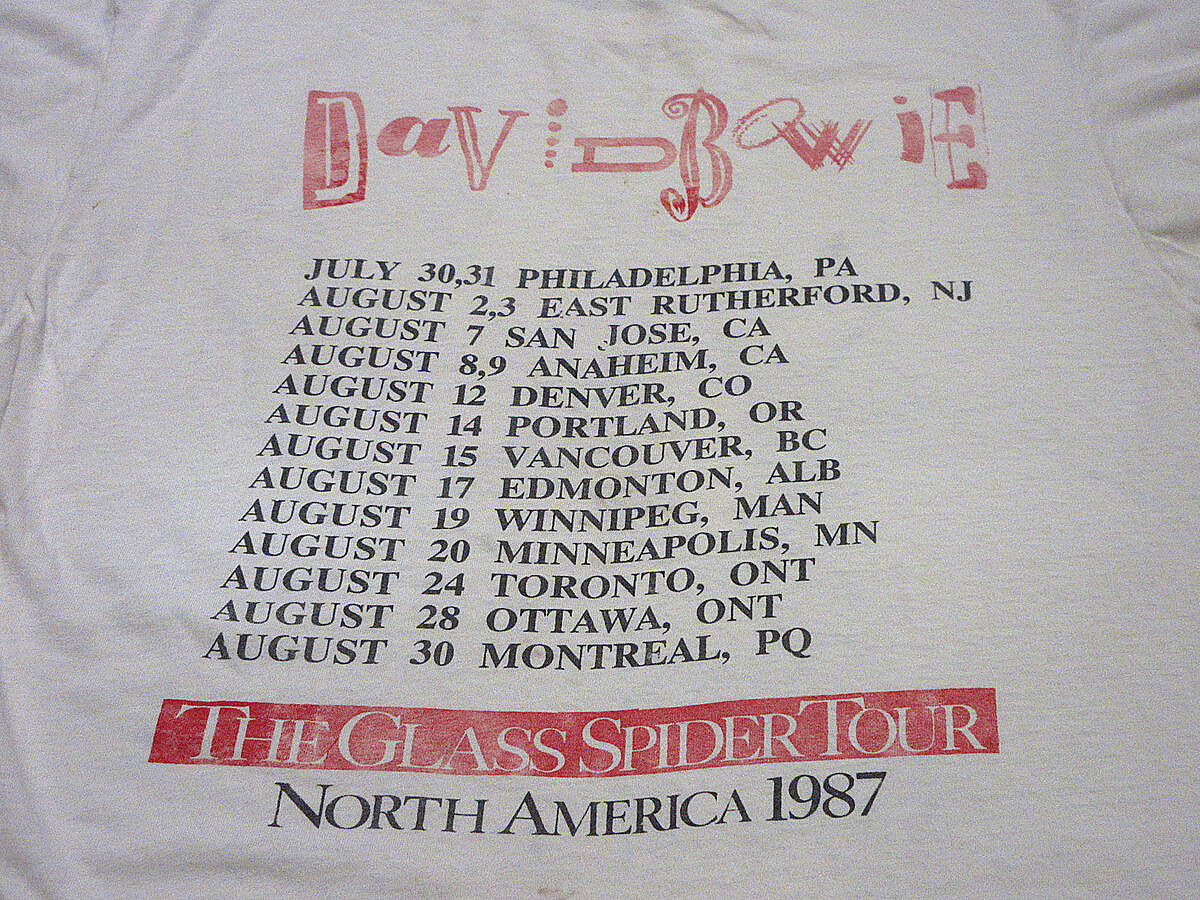 DaviD BowiE
JULY 30,31 PHILADELPHIA, PA
AUGUST 2,3 EAST RUTHERFORD, NJ
AUGUST 7 SAN JOSE, CA
AUGUST 8,9 ANAHEIM, CA
AUGUST 12 DENVER, CO
AUGUST 14 PORTLAND, OR
AUGUST 15 VANCOUVER, BC
AUGUST 17 EDMONTON, ALB
AUGUST 19 WINNIPEG, MAN
AUGUST 20 MINNEAPOLIS, MN
AUGUST 24 TORONTO, ONT
AUGUST 28 OTTAWA, ONT
AUGUST 30 MONTREAL, PQ
THE GLASS SPIDER TOUR
NORTH AMERICA 1987